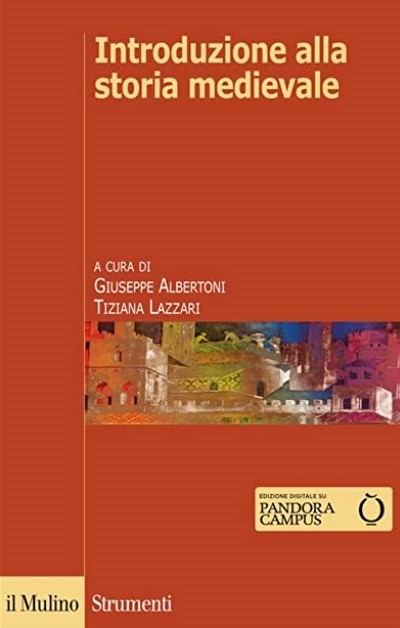 Introduzione alla
storia medievale
A CURA DI
GIUSEPPE ALBERTONI
TIZIANA LAZZARI
EDIZIONE DIGITALE SU
PANDORA
CAMPUS
il Mulino Strumenti